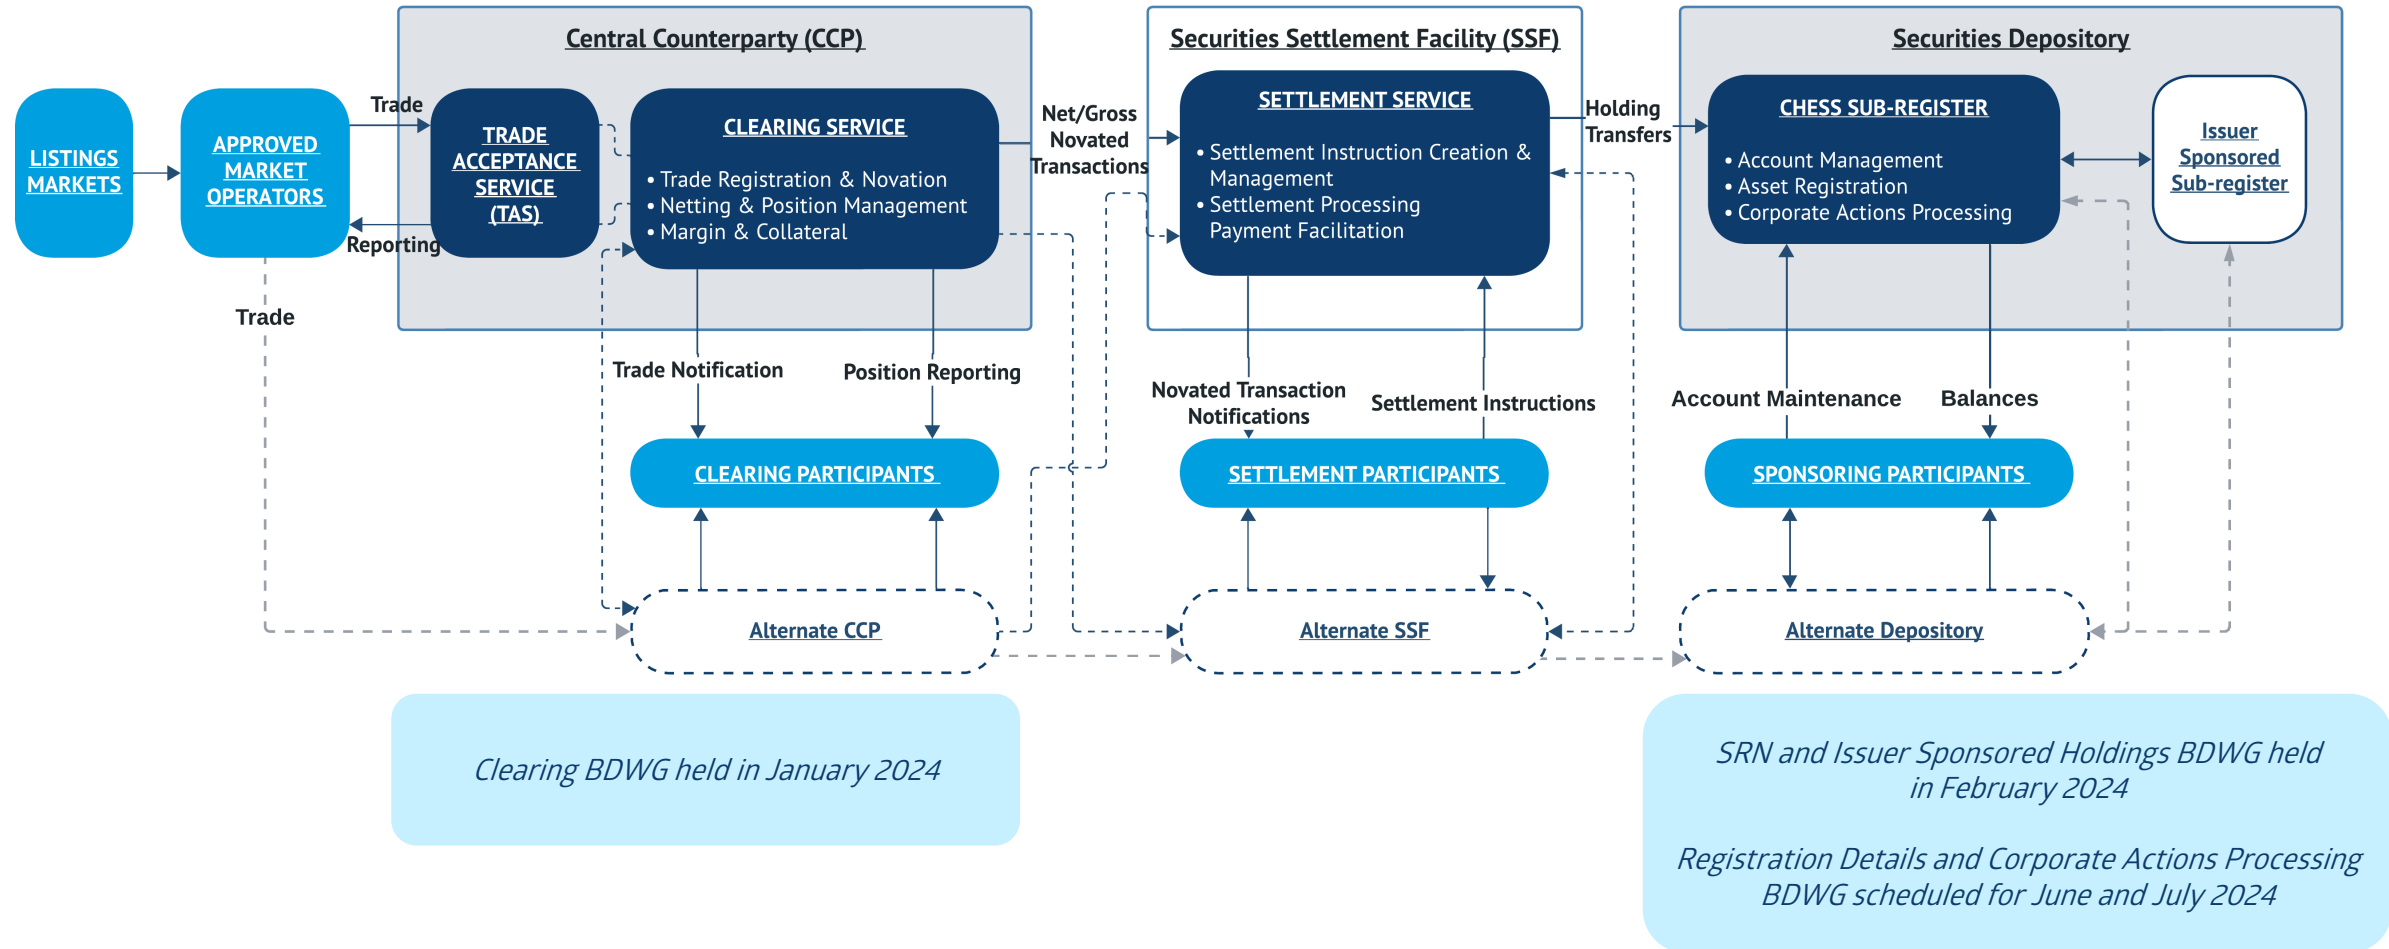 Central Counterparty (CCP)
Securities Settlement Facility (SSF)
Securities Depository
LISTINGS
MARKETS
APPROVED
MARKET
OPERATORS
Trade
Reporting
TRADE
ACCEPTANCE
SERVICE
(TAS)
CLEARING SERVICE
• Trade Registration & Novation
• Netting & Position Management
• Margin & Collateral
Net/Gross
Novated
Transactions
SETTLEMENT SERVICE
• Settlement Instruction Creation &
Management
• Settlement Processing
Payment Facilitation
Holding
Transfers
CHESS SUB-REGISTER
• Account Management
• Asset Registration
• Corporate Actions Processing
Issuer
Sponsored
Sub-register
Trade
Trade Notification
Position Reporting
Novated Transaction
Notifications
Settlement Instructions
Account Maintenance
Balances
CLEARING PARTICIPANTS
SETTLEMENT PARTICIPANTS
SPONSORING PARTICIPANTS
Alternate CCP
Alternate SSF
Alternate Depository
Clearing BDWG held in January 2024
SRN and Issuer Sponsored Holdings BDWG held
in February 2024
Registration Details and Corporate Actions Processing
BDWG scheduled for June and July 2024